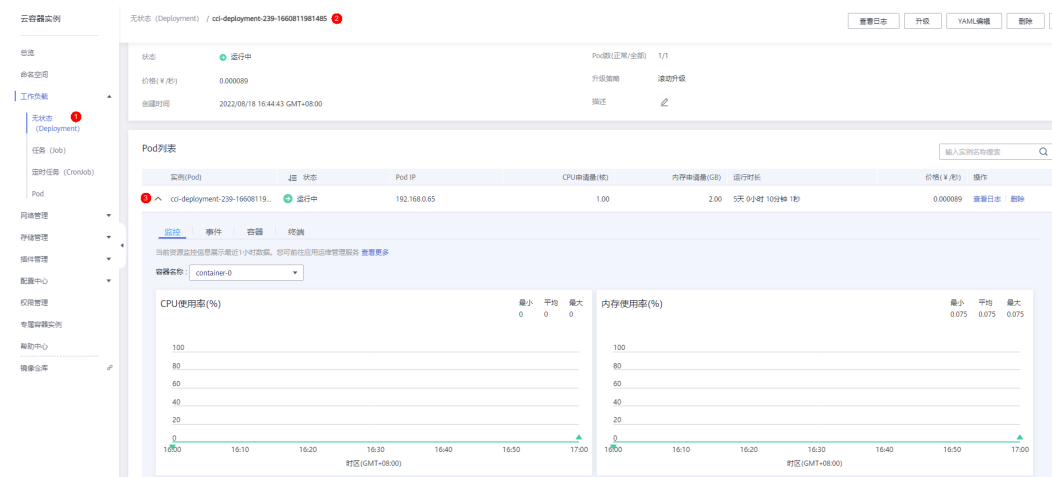 云容器实例
无状态（Deployment） / cci-deployment-239-1660811981485 2
查看日志 升级 YAML编辑 删除
总览
命名空间
工作负载
无状态 1
（Deployment）
任务（Job）
定时任务（CronJob）
Pod
网络管理
存储管理
插件管理
配置中心
权限管理
专属容器实例
帮助中心
镜像仓库
状态 运行中 Pod数(正常/全部) 1/1
价格(￥/秒) 0.000089 升级策略 滚动升级
创建时间 2022/08/18 16:44:43 GMT+08:00 描述
Pod列表
输入实例名称搜索
实例(Pod) 状态 Pod IP CPU申请量(核) 内存申请量(GB) 运行时长 价格(￥/秒) 操作
3 cci-deployment-239-16608119... 运行中 192.168.0.65 1.00 2.00 5天 0小时 10分钟 1秒 0.000089 查看日志 删除
监控 事件 容器 终端
当前资源监控信息展示最近1小时数据。您可前往应用运维管理服务 查看更多
容器名称： container-0
CPU使用率(%) 最小 平均 最大
0 0 0
100
80
60
40
20
0
16:00 16:10 16:20 16:30 16:40 16:50 17:00
时区(GMT+08:00)
内存使用率(%) 最小 平均 最大
0.075 0.075 0.075
100
80
60
40
20
0
16:00 16:10 16:20 16:30 16:40 16:50 17:00
时区(GMT+08:00)